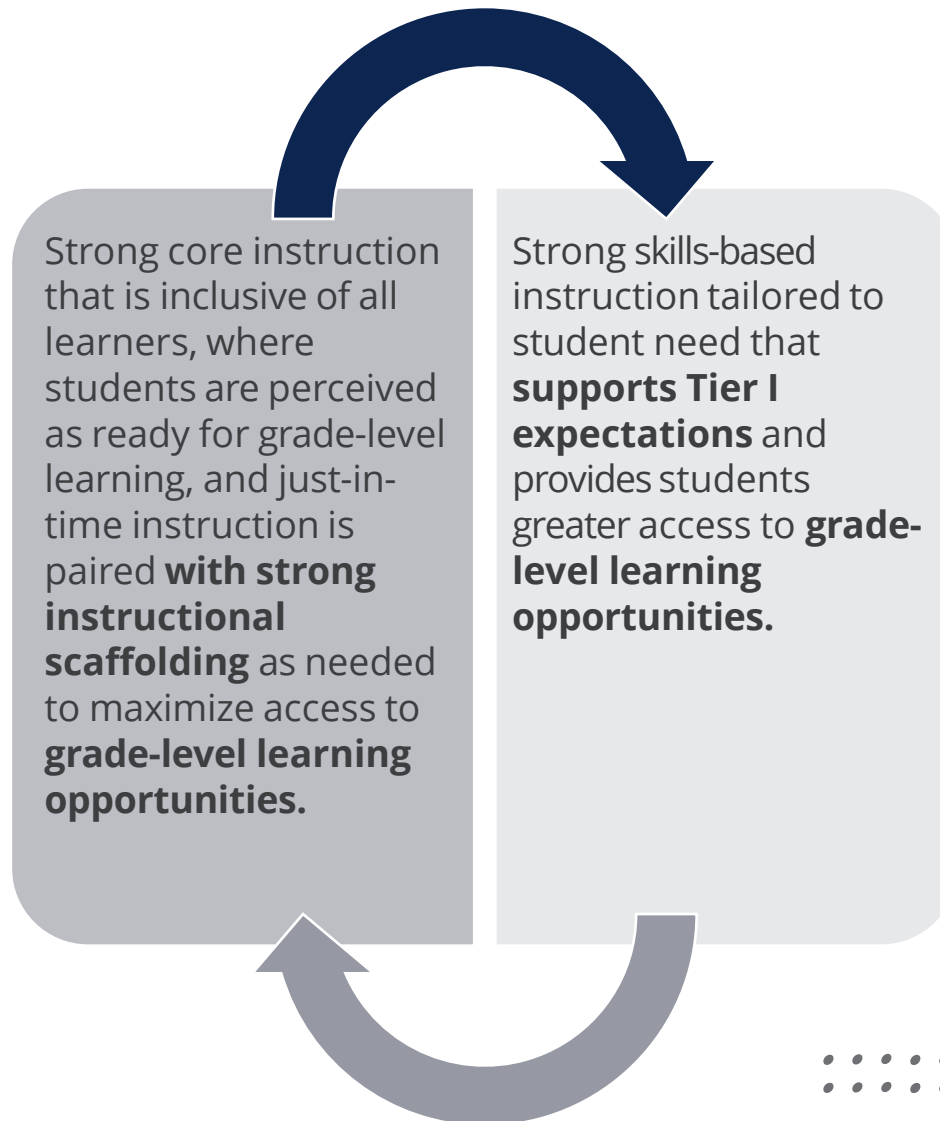 Strong core instruction
that is inclusive of all
learners, where
students are perceived
as ready for grade-level
learning, and just-in-
time instruction is
paired with strong
instructional
scaffolding as needed
to maximize access to
grade-level learning
opportunities.
Strong skills-based
instruction tailored to
student need that
supports Tier I
expectations and
provides students
greater access to grade-
level learning
opportunities.